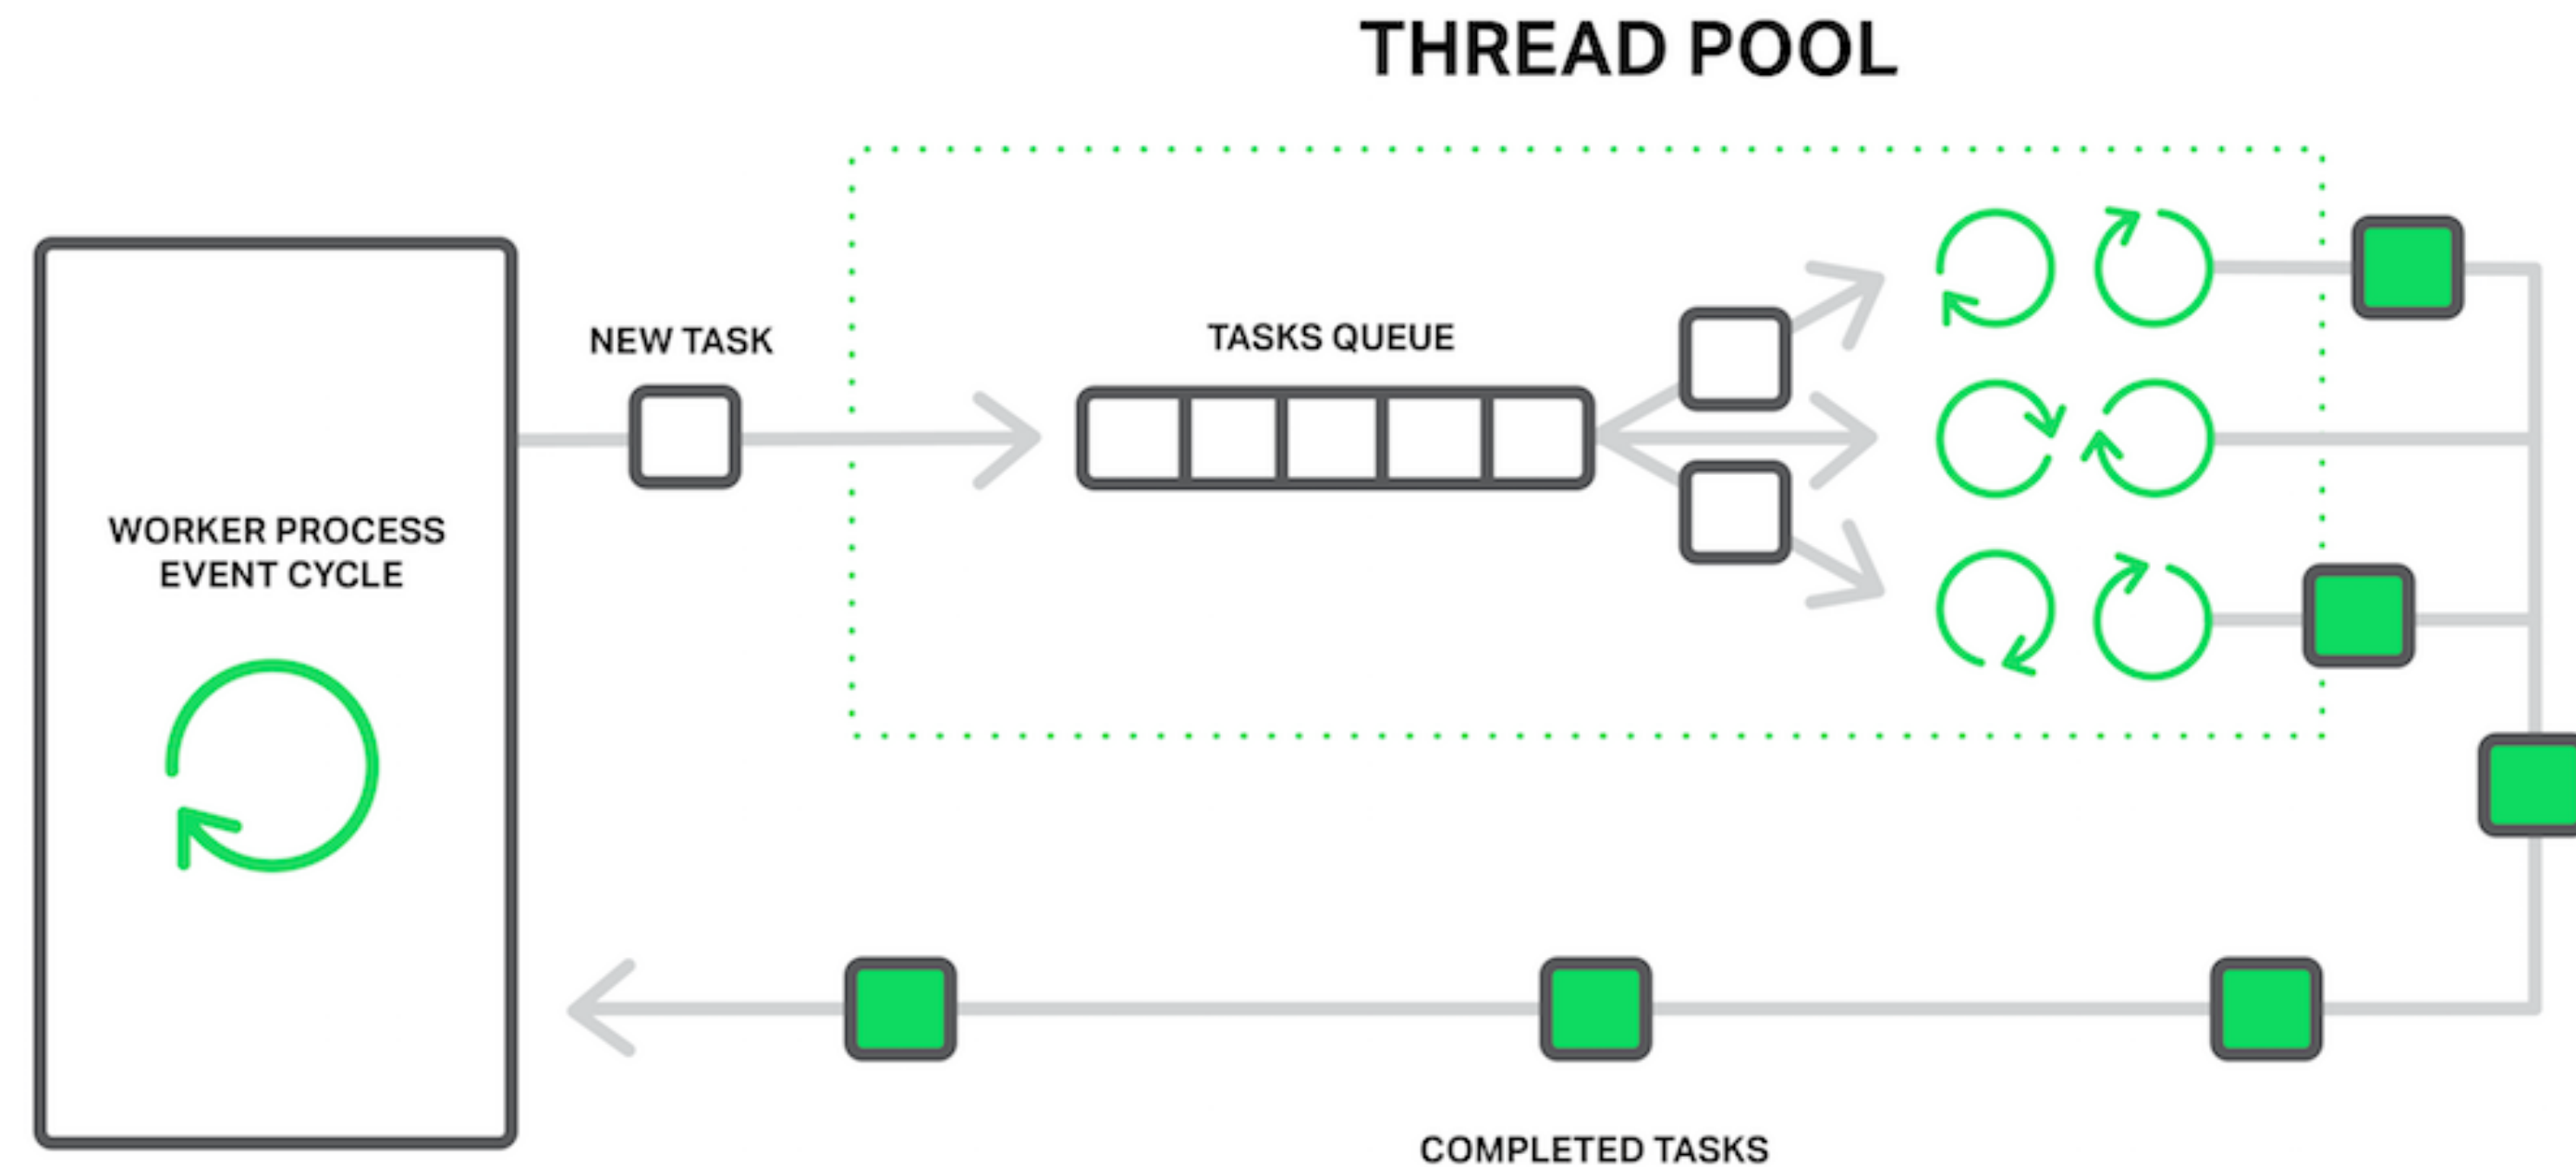 THREAD POOL
NEW TASK
TASKS QUEUE
WORKER PROCESS
EVENT CYCLE
COMPLETED TASKS